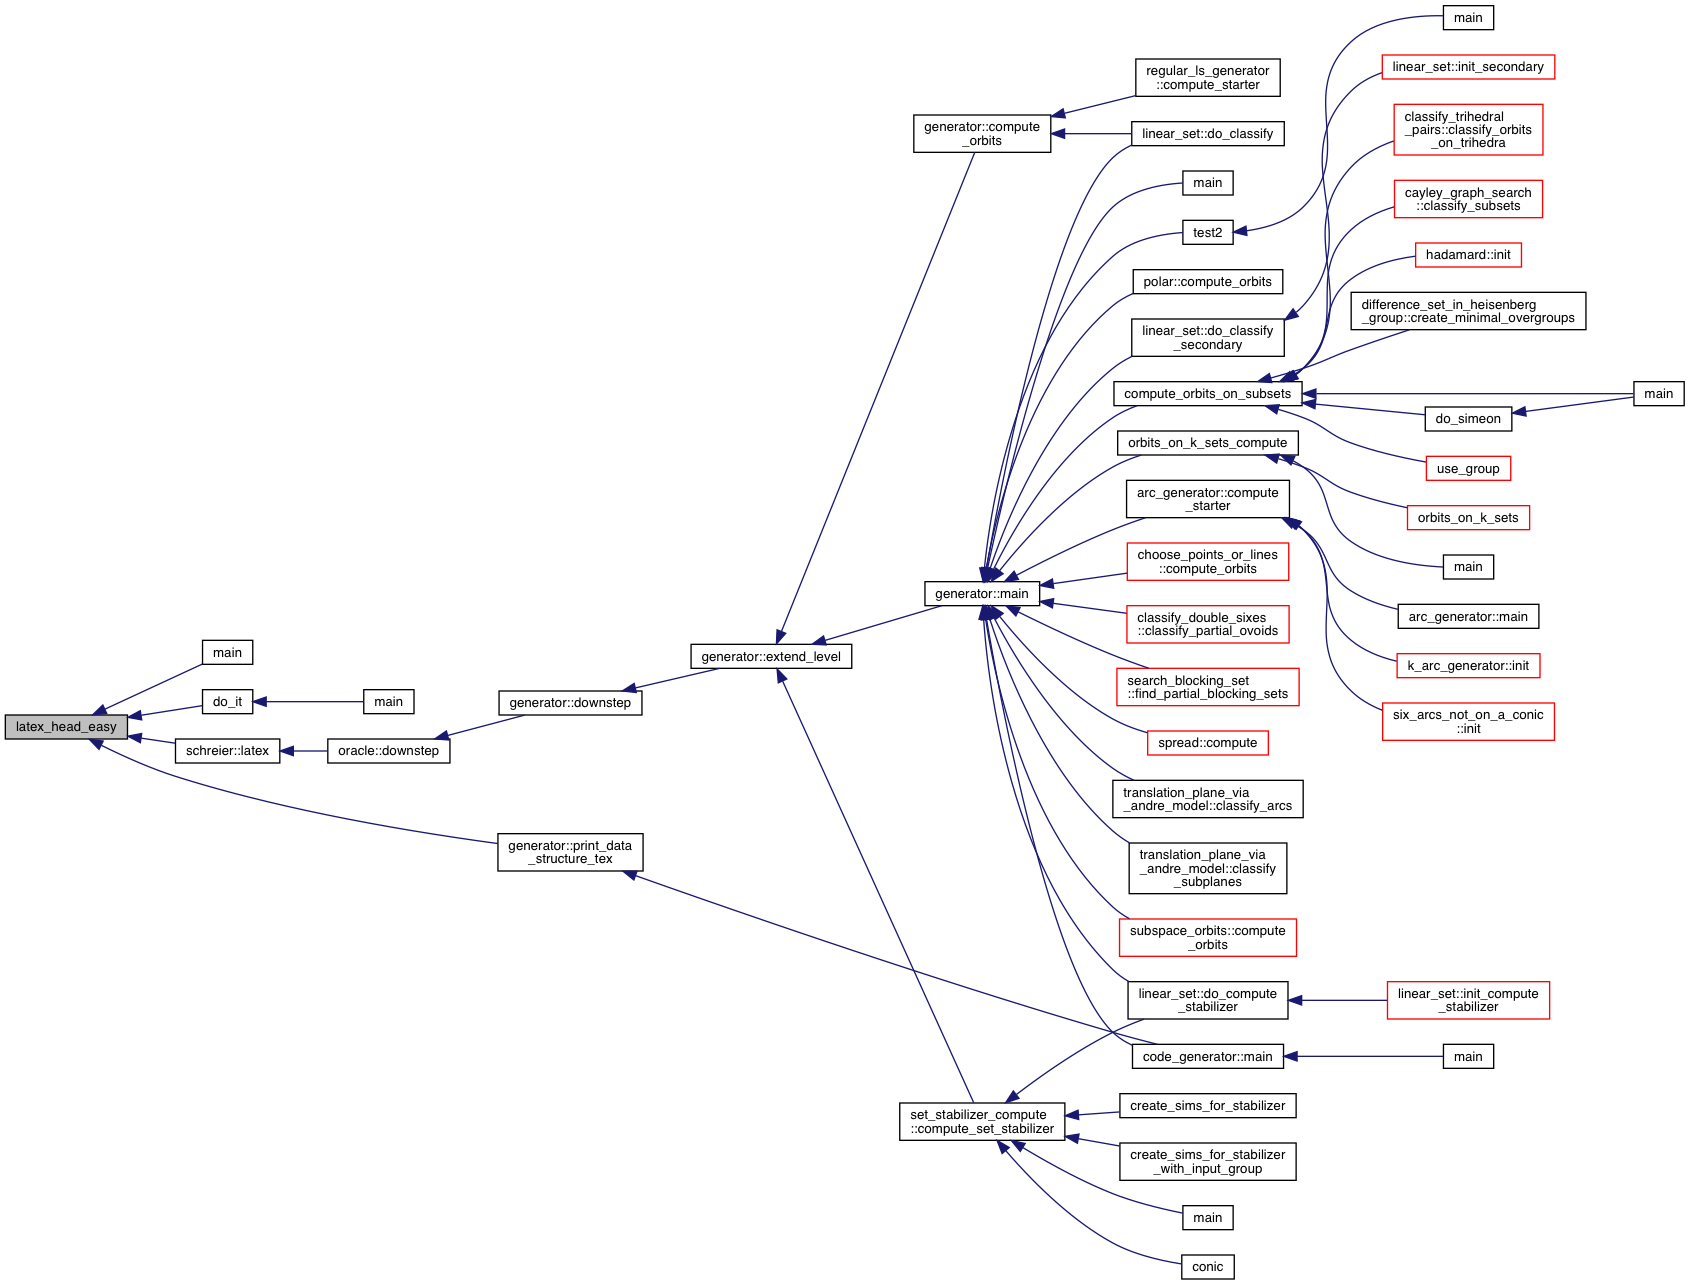 main
linear_set::init_secondary
regular_ls_generator
::compute_starter
classify_trihedral
_pairs::classify_orbits
_on_trihedra
generator::compute
_orbits
linear_set::do_classify
main
cayley_graph_search
::classify_subsets
test2
hadamard::init
polar::compute_orbits
difference_set_in_heisenberg
_group::create_minimal_overgroups
linear_set::do_classify
_secondary
compute_orbits_on_subsets
main
do_simeon
orbits_on_k_sets_compute
use_group
arc_generator::compute
_starter
orbits_on_k_sets
choose_points_or_lines
::compute_orbits
main
generator::main
classify_double_sixes
::classify_partial_ovoids
arc_generator::main
main
generator::extend_level
k_arc_generator::init
search_blocking_set
::find_partial_blocking_sets
do_it
main
generator::downstep
six_arcs_not_on_a_conic
::init
latex_head_easy
schreier::latex
oracle::downstep
spread::compute
translation_plane_via
_andre_model::classify_arcs
generator::print_data
_structure_tex
translation_plane_via
_andre_model::classify
_subplanes
subspace_orbits::compute
_orbits
linear_set::do_compute
_stabilizer
linear_set::init_compute
_stabilizer
code_generator::main
main
set_stabilizer_compute
::compute_set_stabilizer
create_sims_for_stabilizer
create_sims_for_stabilizer
_with_input_group
main
conic